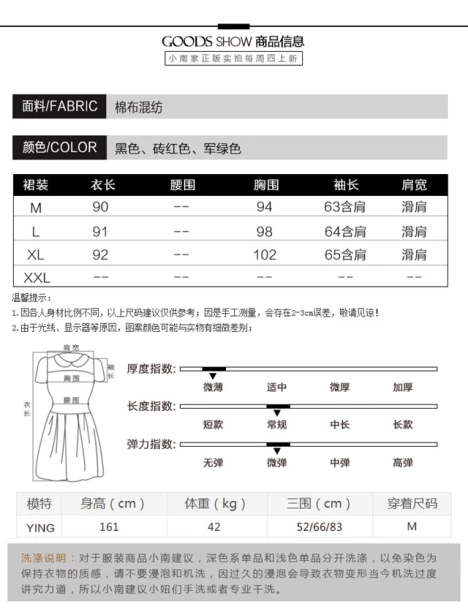 GOODS SHOW 商品信息
小南家正版实拍每周四上新
面料/FABRIC 棉布混纺
颜色/COLOR 黑色、砖红色、军绿色
裙装 衣长 腰围 胸围 袖长 肩宽
M 90 -- 94 63含肩 滑肩
L 91 -- 98 64含肩 滑肩
XL 92 -- 102 65含肩 滑肩
XXL -- -- -- -- --
温馨提示:
1.因各人身材比例不同,以上尺码建议仅供参考;因是手工测量,会存在2-3cm误差,敬请见谅!
2.由于光线、显示器等原因,图案颜色可能与实物有细微差别;
肩宽
胸围
腰围
衣长
厚度指数:
微薄 适中 微厚 加厚
长度指数:
短款 常规 中长 长款
弹力指数:
无弹 微弹 中弹 高弹
模特 身高(cm) 体重(kg) 三围(cm) 穿着尺码
YING 161 42 52/66/83 M
洗涤说明:对于服装商品小南建议,深色系单品和浅色单品分开洗涤,以免染色为
保持衣物的质感,请不要浸泡和机洗,因过久的浸泡会导致衣物变形当今机洗过度
讲究力道,所以小南建议小妞们手洗或者专业干洗。